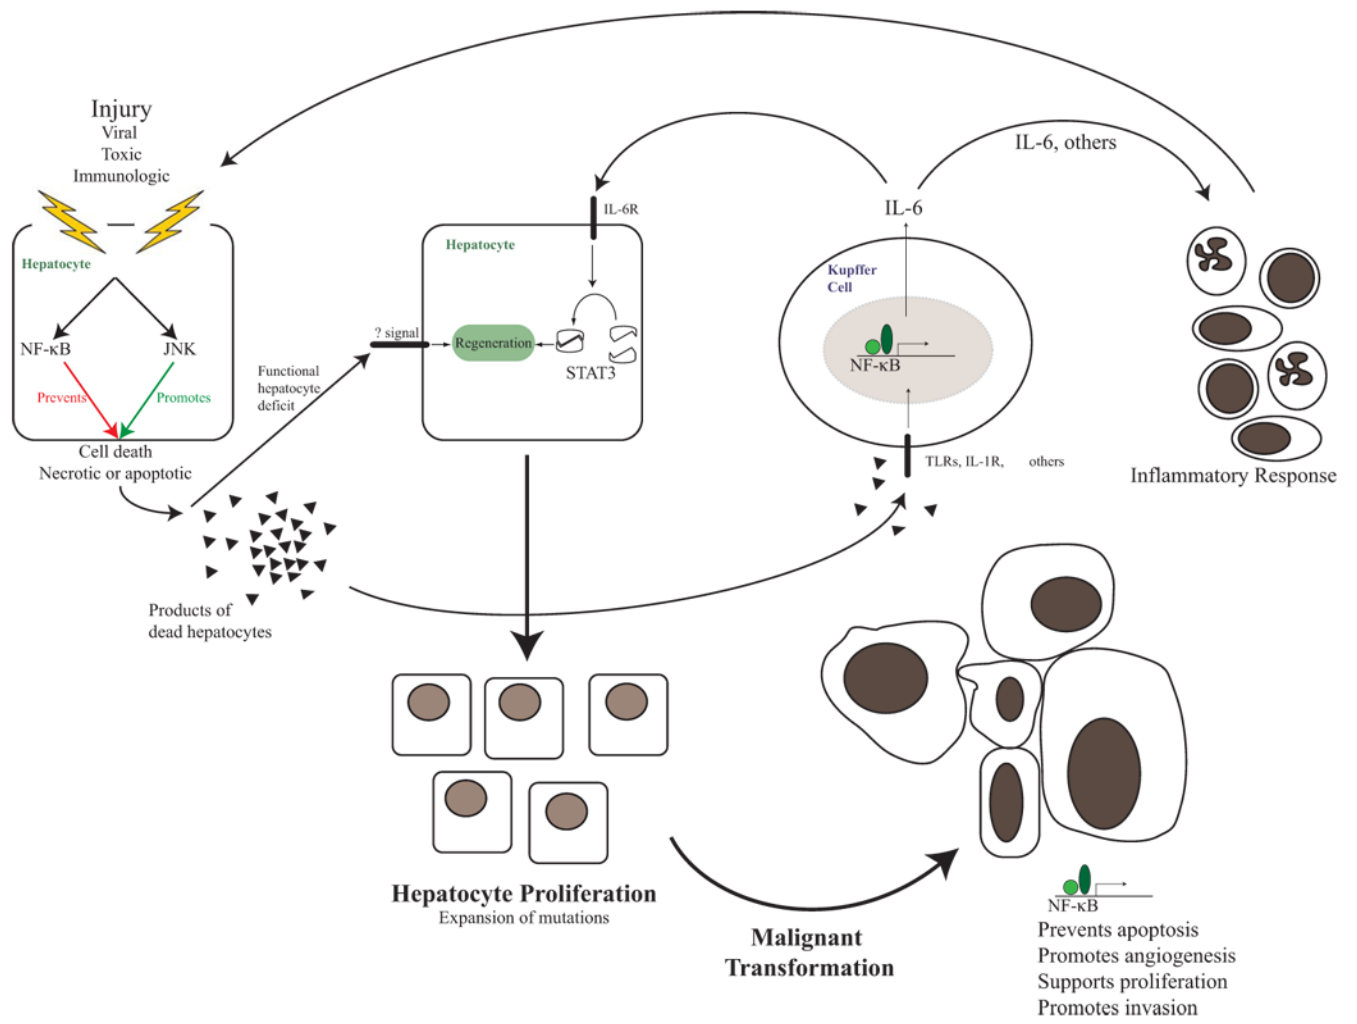 Injury
Viral
Toxic
Immunologic
Hepatocyte
NF-κB
JNK
Prevents
Promotes
Cell death
Necrotic or apoptotic
Functional
hepatocyte
deficit
Products of
dead hepatocytes
IL-6R
Hepatocyte
? signal
Regeneration
STAT3
IL-6
IL-6, others
Kupffer
Cell
NF-κB
TLRs, IL-1R, others
Inflammatory Response
Hepatocyte Proliferation
Expansion of mutations
Malignant
Transformation
NF-κB
Prevents apoptosis
Promotes angiogenesis
Supports proliferation
Promotes invasion